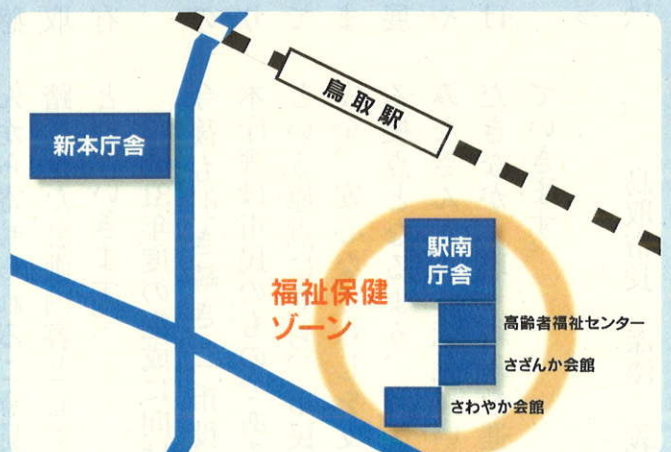 鳥取駅
新本庁舎
駅南
庁舎
福祉保健
ゾーン
高齢者福祉センター
さざんか会館
さわやか会館